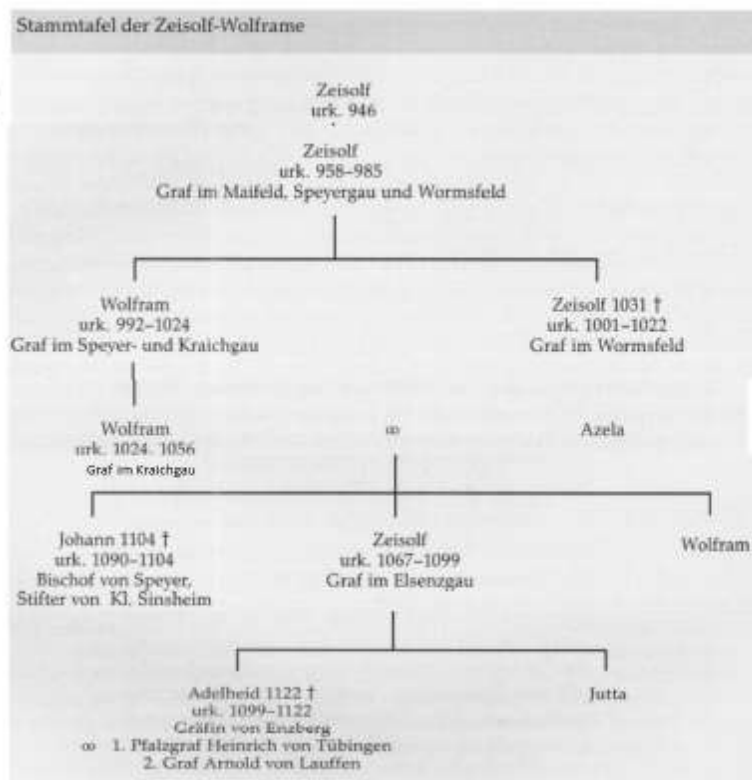 Stammtafel der Zeisolf-Wolframe
Zeisolf
urk. 946
Zeisolf
urk. 958–985
Graf im Maifeld, Speyergau und Wormsfeld
Wolfram
urk. 992–1024
Graf im Speyer- und Kraichgau
Zeisolf 1031 †
urk. 1001–1022
Graf im Wormsfeld
Wolfram
urk. 1024. 1056
Graf im Kraichgau
∞
Azela
Johann 1104 †
urk. 1090–1104
Bischof von Speyer,
Stifter von Kl, Sinsheim
Zeisolf
urk. 1067–1099
Graf im Elsenzgau
Wolfram
Adelheid 1122 †
urk. 1099–1122
Gräfin von Enzberg
∞ 1. Pfalzgraf Heinrich von Tübingen
2. Graf Arnold von Lauffen
Jutta